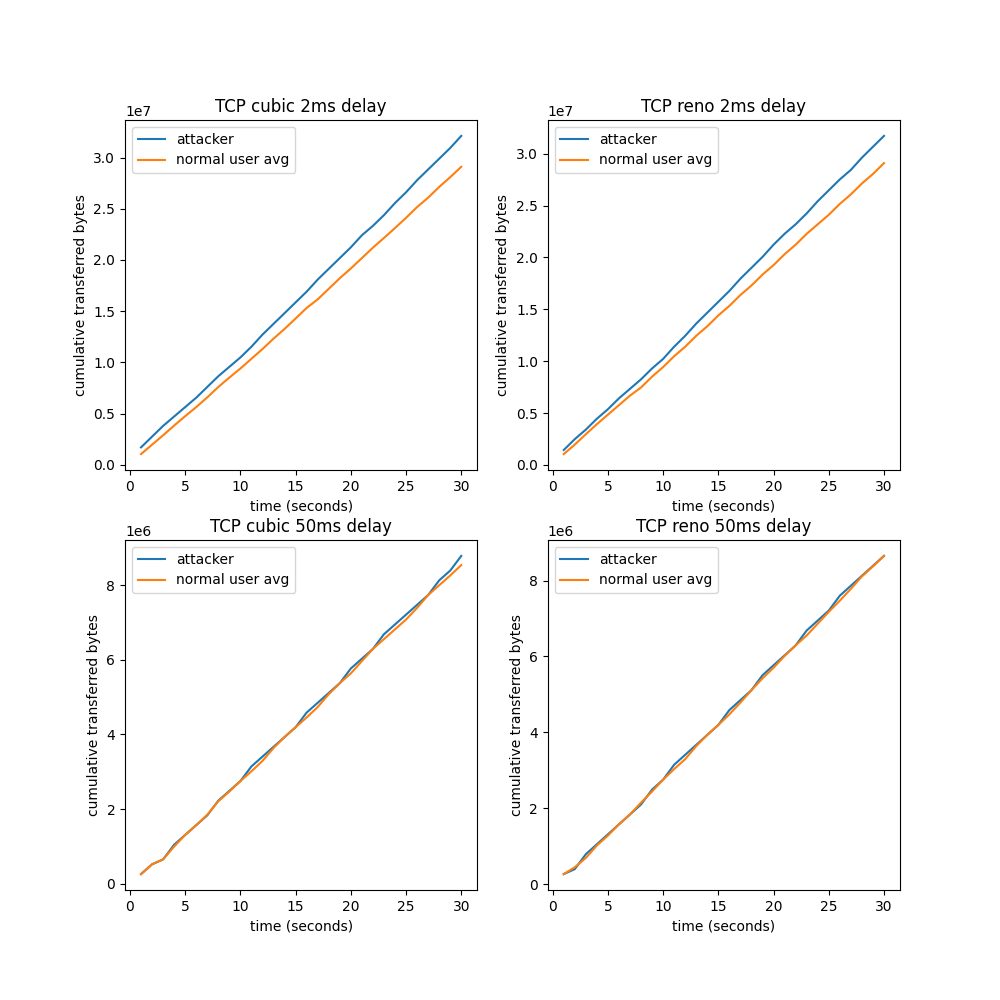 TCP cubic 2ms delay
1e7
attacker
normal user avg
cumulative transferred bytes
3.0
2.5
2.0
1.5
1.0
0.5
0.0
0 5 10 15 20 25 30
time (seconds)
TCP reno 2ms delay
1e7
attacker
normal user avg
cumulative transferred bytes
3.0
2.5
2.0
1.5
1.0
0.5
0.0
0 5 10 15 20 25 30
time (seconds)
TCP cubic 50ms delay
1e6
attacker
normal user avg
cumulative transferred bytes
8
6
4
2
0
0 5 10 15 20 25 30
time (seconds)
TCP reno 50ms delay
1e6
attacker
normal user avg
cumulative transferred bytes
8
6
4
2
0
0 5 10 15 20 25 30
time (seconds)